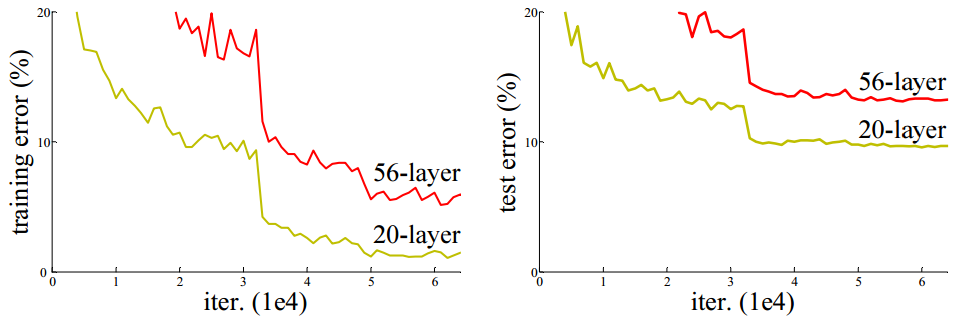 20
10
0
training error (%)
56-layer
20-layer
0 1 2 3 4 5 6
iter. (1e4)
20
10
0
test error (%)
56-layer
20-layer
0 1 2 3 4 5 6
iter. (1e4)